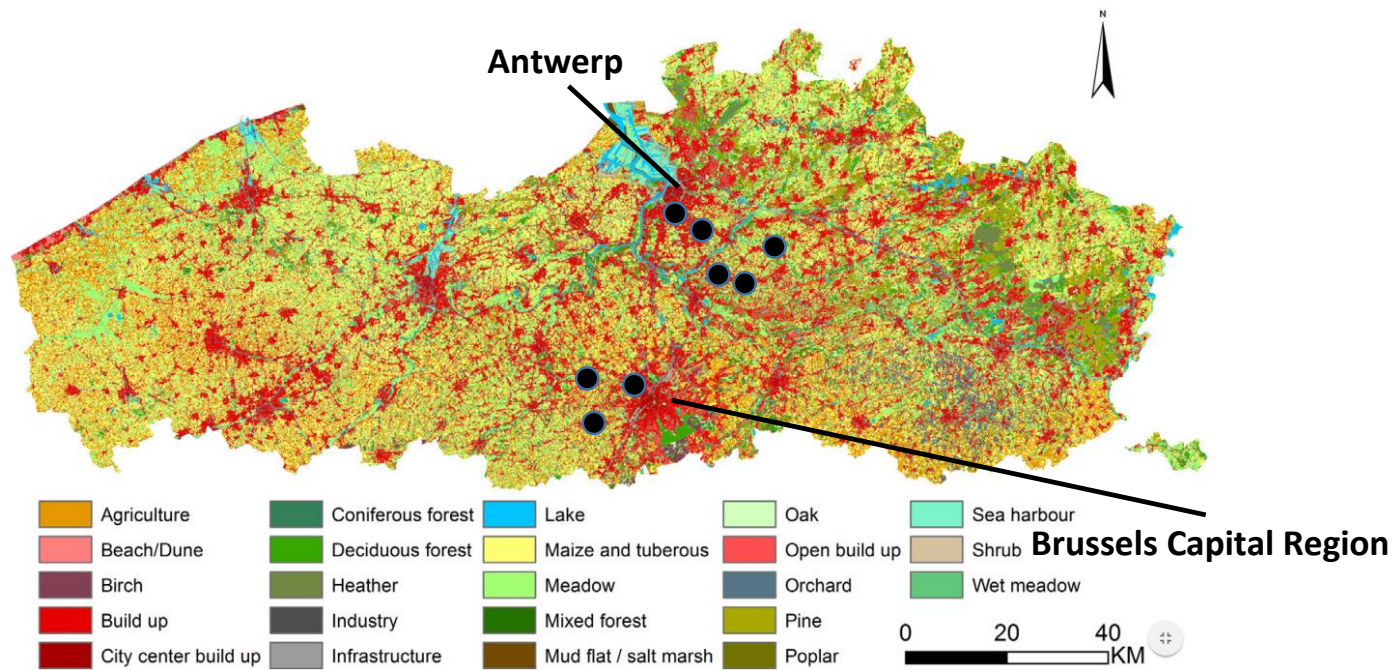 N
Antwerp
Agriculture
Beach/Dune
Birch
Build up
City center build up
Coniferous forest
Deciduous forest
Heather
Industry
Infrastructure
Lake
Maize and tuberous
Meadow
Mixed forest
Mud flat / salt marsh
Oak
Open build up
Orchard
Pine
Poplar
Sea harbour
Shrub
Wet meadow
Brussels Capital Region
0 20 40
KM